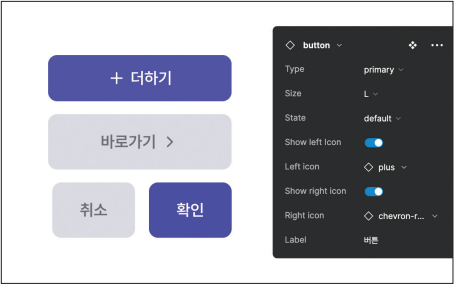 + 더하기
바로가기 >
취소
확인
button
Type primary
Size L
State default
Show left Icon
Left icon plus
Show right icon
Right icon chevron-r...
Label 버튼